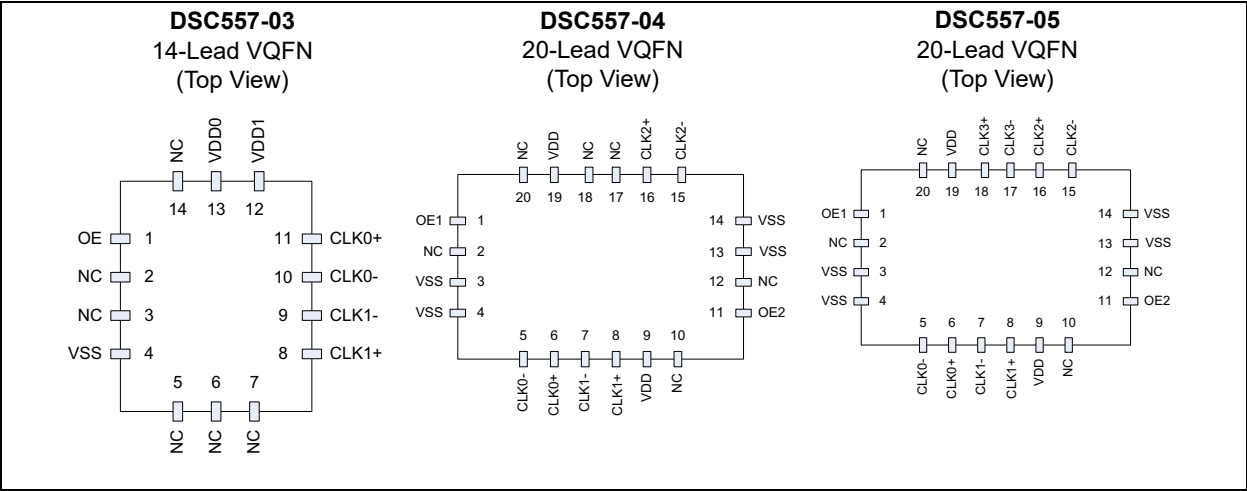 DSC557-03
14-Lead VQFN
(Top View)
NC
VDD0
VDD1
14 13 12
OE 1
NC 2
NC 3
VSS 4
11 CLK0+
10 CLK0-
9 CLK1-
8 CLK1+
5 6 7
NC
NC
NC
DSC557-04
20-Lead VQFN
(Top View)
NC
VDD
NC
NC
CLK2+
CLK2-
20 19 18 17 16 15
OE1 1
NC 2
VSS 3
VSS 4
14 VSS
13 VSS
12 NC
11 OE2
5 6 7 8 9 10
CLK0-
CLK0+
CLK1-
CLK1+
VDD
NC
DSC557-05
20-Lead VQFN
(Top View)
NC
VDD
CLK3+
CLK3-
CLK2+
CLK2-
20 19 18 17 16 15
OE1 1
NC 2
VSS 3
VSS 4
14 VSS
13 VSS
12 NC
11 OE2
5 6 7 8 9 10
CLK0-
CLK0+
CLK1-
CLK1+
VDD
NC